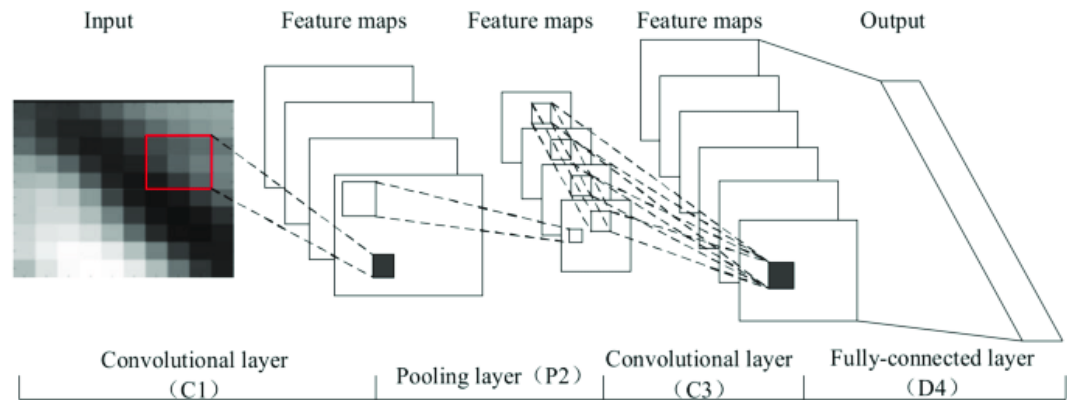 Input
Feature maps
Feature maps
Feature maps
Output
Convolutional layer
（C1）
Pooling layer（P2）
Convolutional layer
（C3）
Fully-connected layer
（D4）